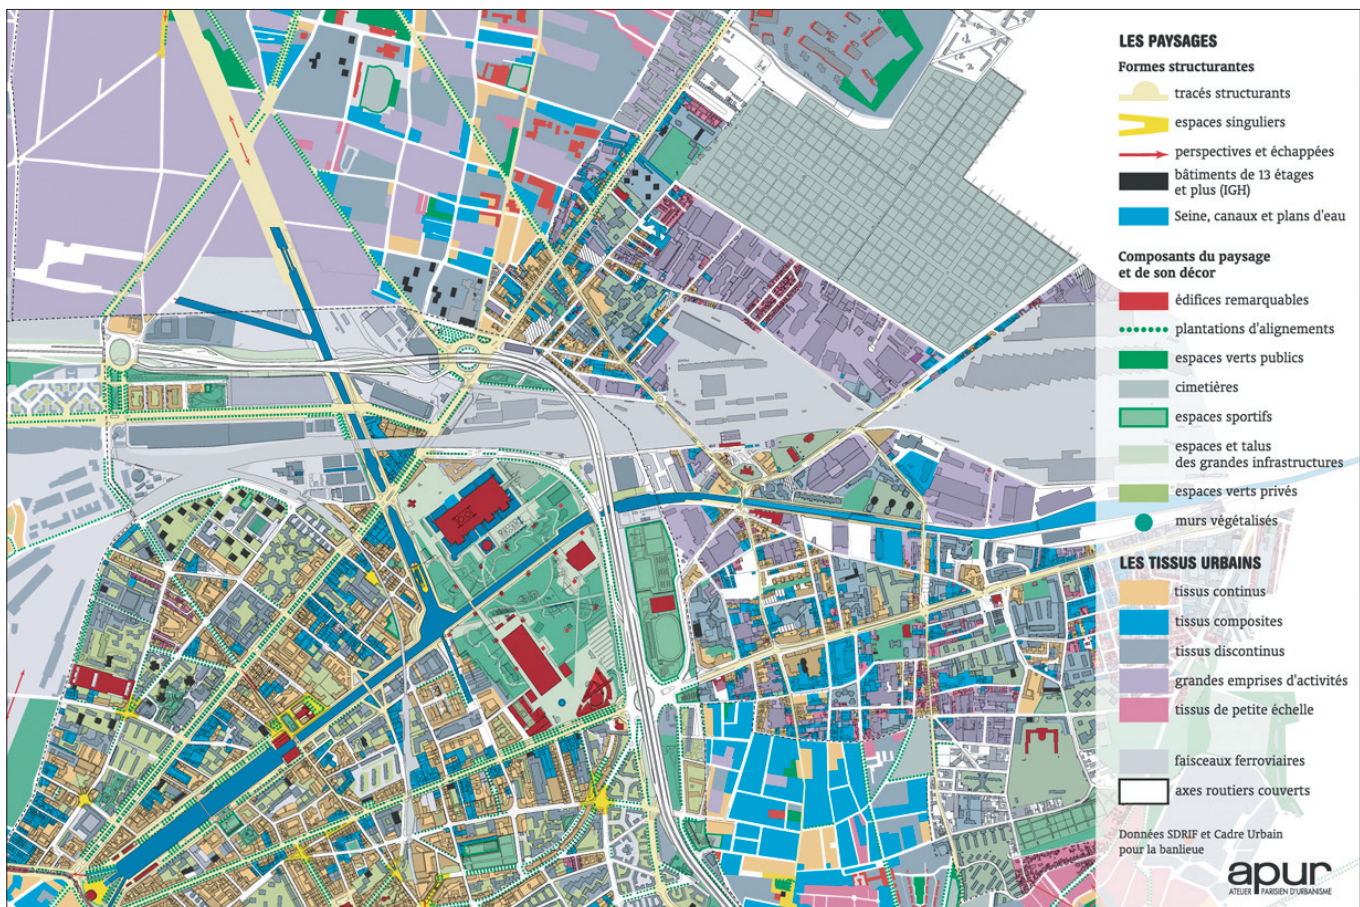 LES PAYSAGES
Formes structurantes
tracés structurants
espaces singuliers
perspectives et échappées
bâtiments de 13 étages
et plus (IGH)
Seine, canaux et plans d'eau
Composants du paysage
et de son décor
édifices remarquables
plantations d'alignements
espaces verts publics
cimetières
espaces sportifs
espaces et talus
des grandes infrastructures
espaces verts privés
murs végétalisés
LES TISSUS URBAINS
tissus continus
tissus composites
tissus discontinus
grandes emprises d'activités
tissus de petite échelle
faisceaux ferroviaires
axes routiers couverts
Données SDRIF et Cadre Urbain
pour la banlieue
apur
ATELIER PARISIEN D'URBANISME